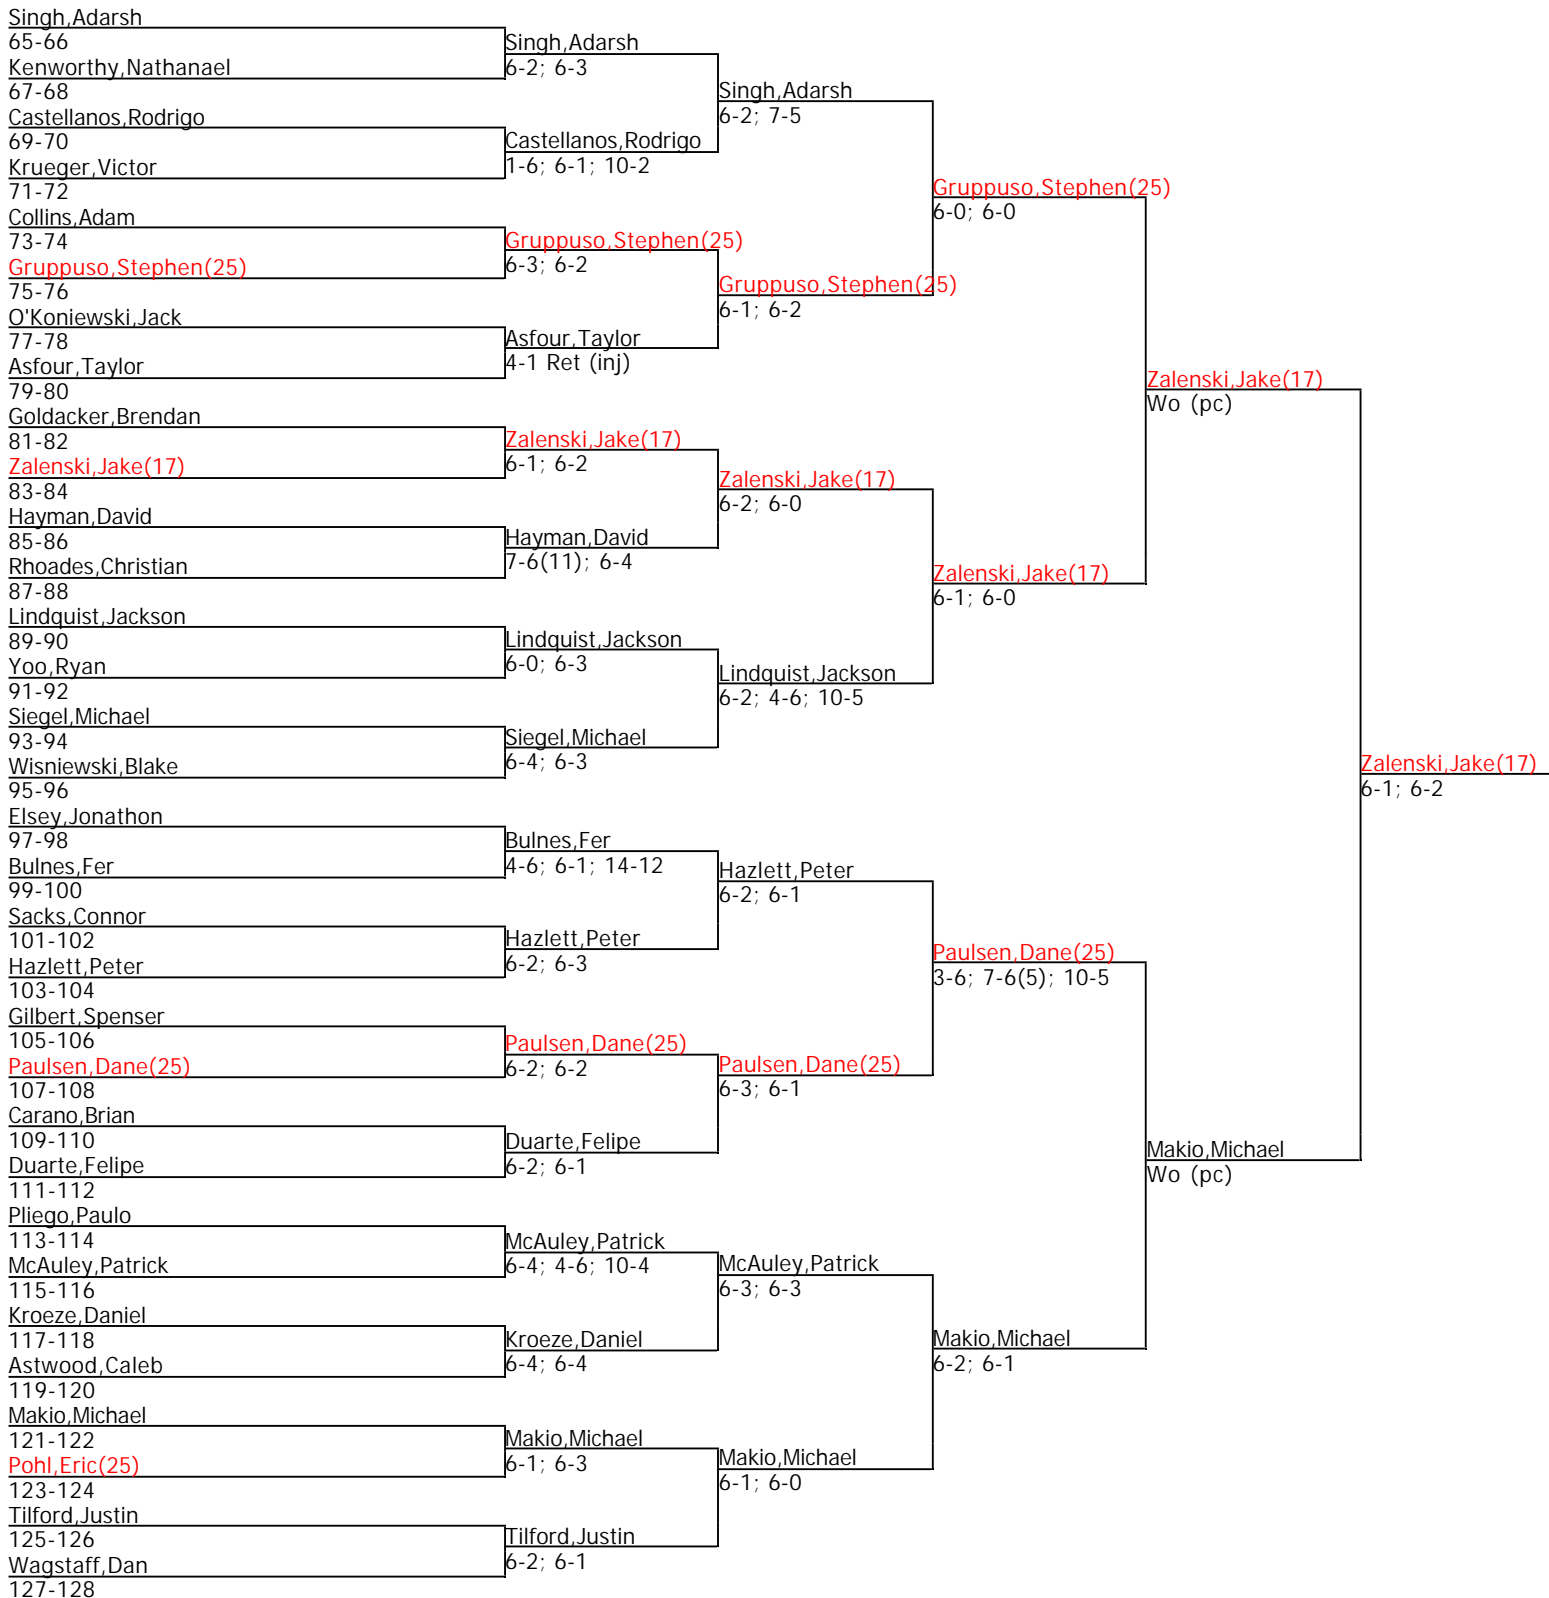 Singh,Adarsh
65-66
Kenworthy,Nathanael
67-68
Castellanos,Rodrigo
69-70
Krueger,Victor
71-72
Collins,Adam
73-74
Gruppuso,Stephen(25)
75-76
O'Koniewski,Jack
77-78
Asfour,Taylor
79-80
Goldacker,Brendan
81-82
Zalenski,Jake(17)
83-84
Hayman,David
85-86
Rhoades,Christian
87-88
Lindquist,Jackson
89-90
Yoo,Ryan
91-92
Siegel,Michael
93-94
Wisniewski,Blake
95-96
Elsey,Jonathon
97-98
Bulnes,Fer
99-100
Sacks,Connor
101-102
Hazlett,Peter
103-104
Gilbert,Spenser
105-106
Paulsen,Dane(25)
107-108
Carano,Brian
109-110
Duarte,Felipe
111-112
Pliego,Paulo
113-114
McAuley,Patrick
115-116
Kroeze,Daniel
117-118
Astwood,Caleb
119-120
Makio,Michael
121-122
Pohl,Eric(25)
123-124
Tilford,Justin
125-126
Wagstaff,Dan
127-128
Singh,Adarsh
6-2; 6-3
Castellanos,Rodrigo
1-6; 6-1; 10-2
Gruppuso,Stephen(25)
6-3; 6-2
Asfour,Taylor
4-1 Ret (inj)
Zalenski,Jake(17)
6-1; 6-2
Hayman,David
7-6(11); 6-4
Lindquist,Jackson
6-0; 6-3
Siegel,Michael
6-4; 6-3
Bulnes,Fer
4-6; 6-1; 14-12
Hazlett,Peter
6-2; 6-3
Paulsen,Dane(25)
6-2; 6-2
Duarte,Felipe
6-2; 6-1
McAuley,Patrick
6-4; 4-6; 10-4
Kroeze,Daniel
6-4; 6-4
Makio,Michael
6-1; 6-3
Tilford,Justin
6-2; 6-1
Singh,Adarsh
6-2; 7-5
Gruppuso,Stephen(25)
6-1; 6-2
Zalenski,Jake(17)
6-2; 6-0
Lindquist,Jackson
6-2; 4-6; 10-5
Hazlett,Peter
6-2; 6-1
Paulsen,Dane(25)
6-3; 6-1
McAuley,Patrick
6-3; 6-3
Makio,Michael
6-1; 6-0
Gruppuso,Stephen(25)
6-0; 6-0
Zalenski,Jake(17)
6-1; 6-0
Paulsen,Dane(25)
3-6; 7-6(5); 10-5
Makio,Michael
6-2; 6-1
Zalenski,Jake(17)
Wo (pc)
Makio,Michael
Wo (pc)
Zalenski,Jake(17)
6-1; 6-2